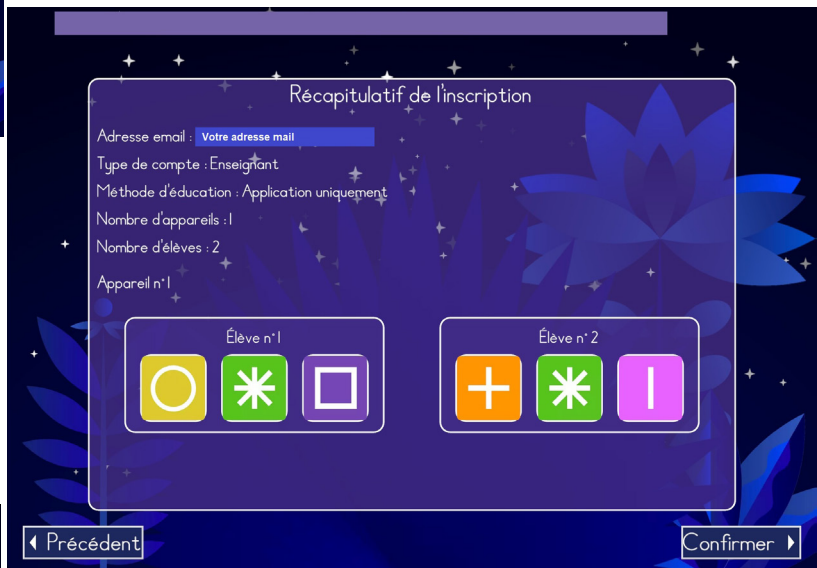 Récapitulatif de l'inscription
Adresse email : Votre adresse mail
Type de compte : Enseignant
Méthode d'éducation : Application uniquement
Nombre d'appareils : 1
Nombre d'élèves : 2
Appareil n°1
Élève n°1
Élève n°2
Précédent
Confirmer